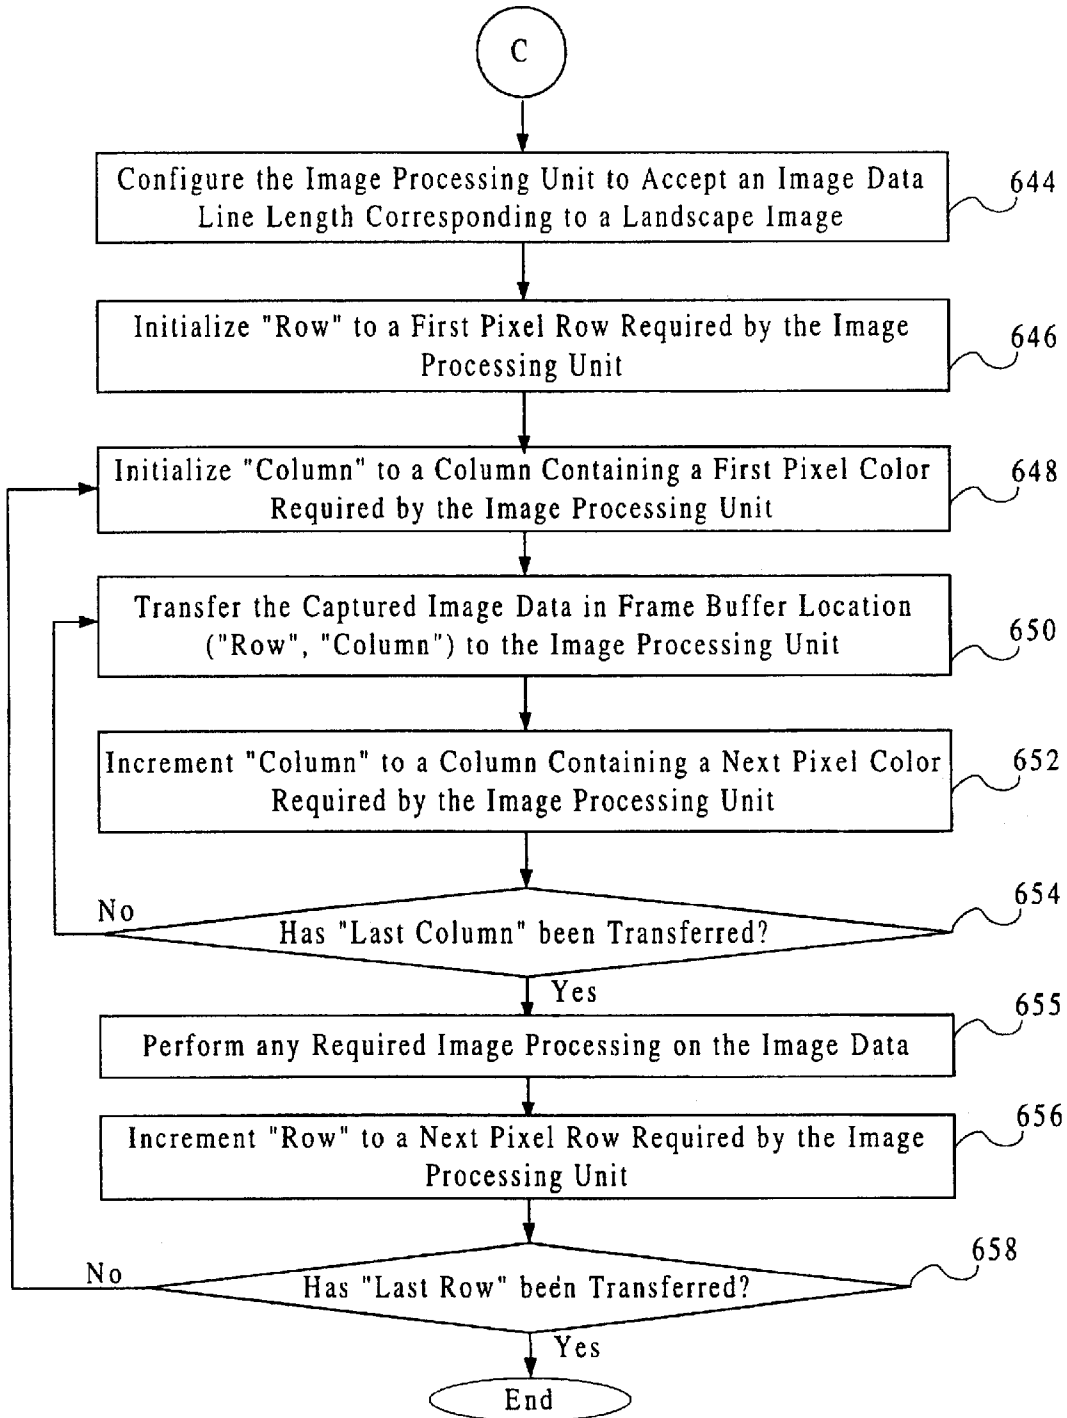 C
Configure the Image Processing Unit to Accept an Image Data
Line Length Corresponding to a Landscape Image
644
Initialize "Row" to a First Pixel Row Required by the Image
Processing Unit
646
Initialize "Column" to a Column Containing a First Pixel Color
Required by the Image Processing Unit
648
Transfer the Captured Image Data in Frame Buffer Location
("Row", "Column") to the Image Processing Unit
650
Increment "Column" to a Column Containing a Next Pixel Color
Required by the Image Processing Unit
652
No
Has "Last Column" been Transferred?
654
Yes
Perform any Required Image Processing on the Image Data
655
Increment "Row" to a Next Pixel Row Required by the Image
Processing Unit
656
No
Has "Last Row" been Transferred?
658
Yes
End